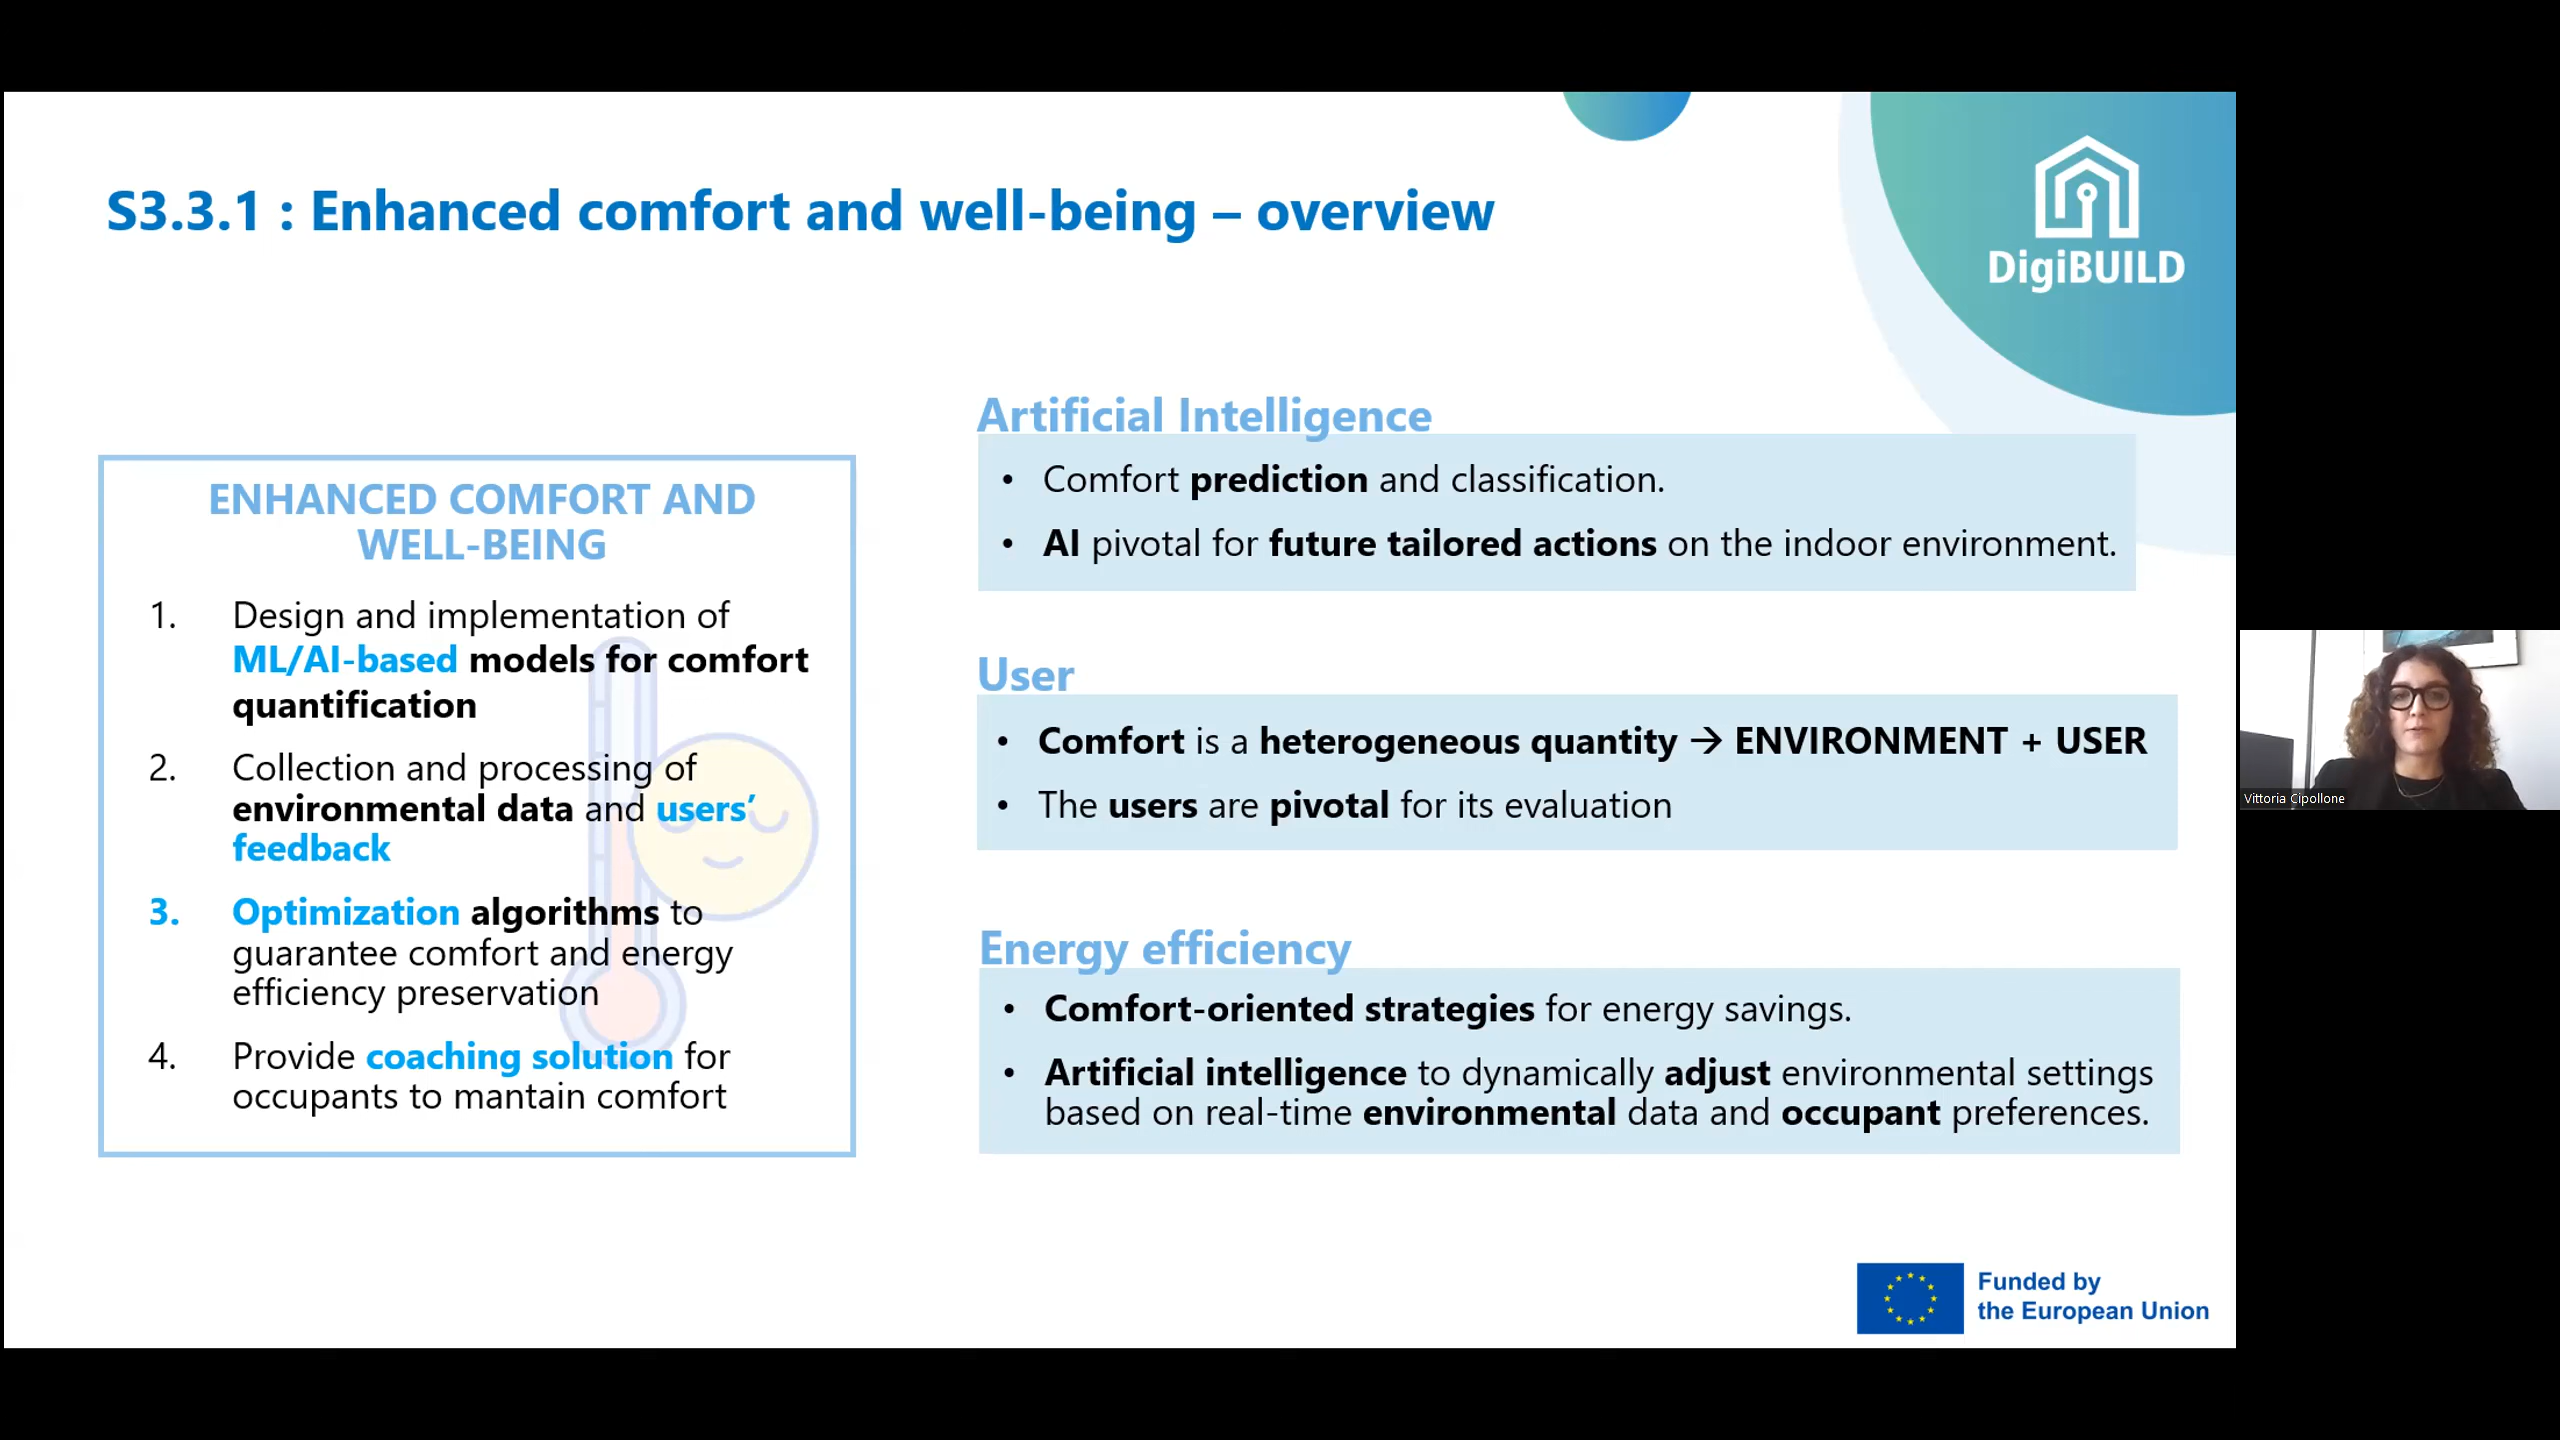 S3.3.1 : Enhanced comfort and well-being – overview
DigiBUILD
ENHANCED COMFORT AND
WELL-BEING
1. Design and implementation of
ML/AI-based models for comfort
quantification
2. Collection and processing of
environmental data and users’
feedback
3. Optimization algorithms to
guarantee comfort and energy
efficiency preservation
4. Provide coaching solution for
occupants to mantain comfort
Artificial Intelligence
• Comfort prediction and classification.
• AI pivotal for future tailored actions on the indoor environment.
User
• Comfort is a heterogeneous quantity → ENVIRONMENT + USER
• The users are pivotal for its evaluation
Energy efficiency
• Comfort-oriented strategies for energy savings.
• Artificial intelligence to dynamically adjust environmental settings
based on real-time environmental data and occupant preferences.
Funded by
the European Union
Vittoria Cipollone